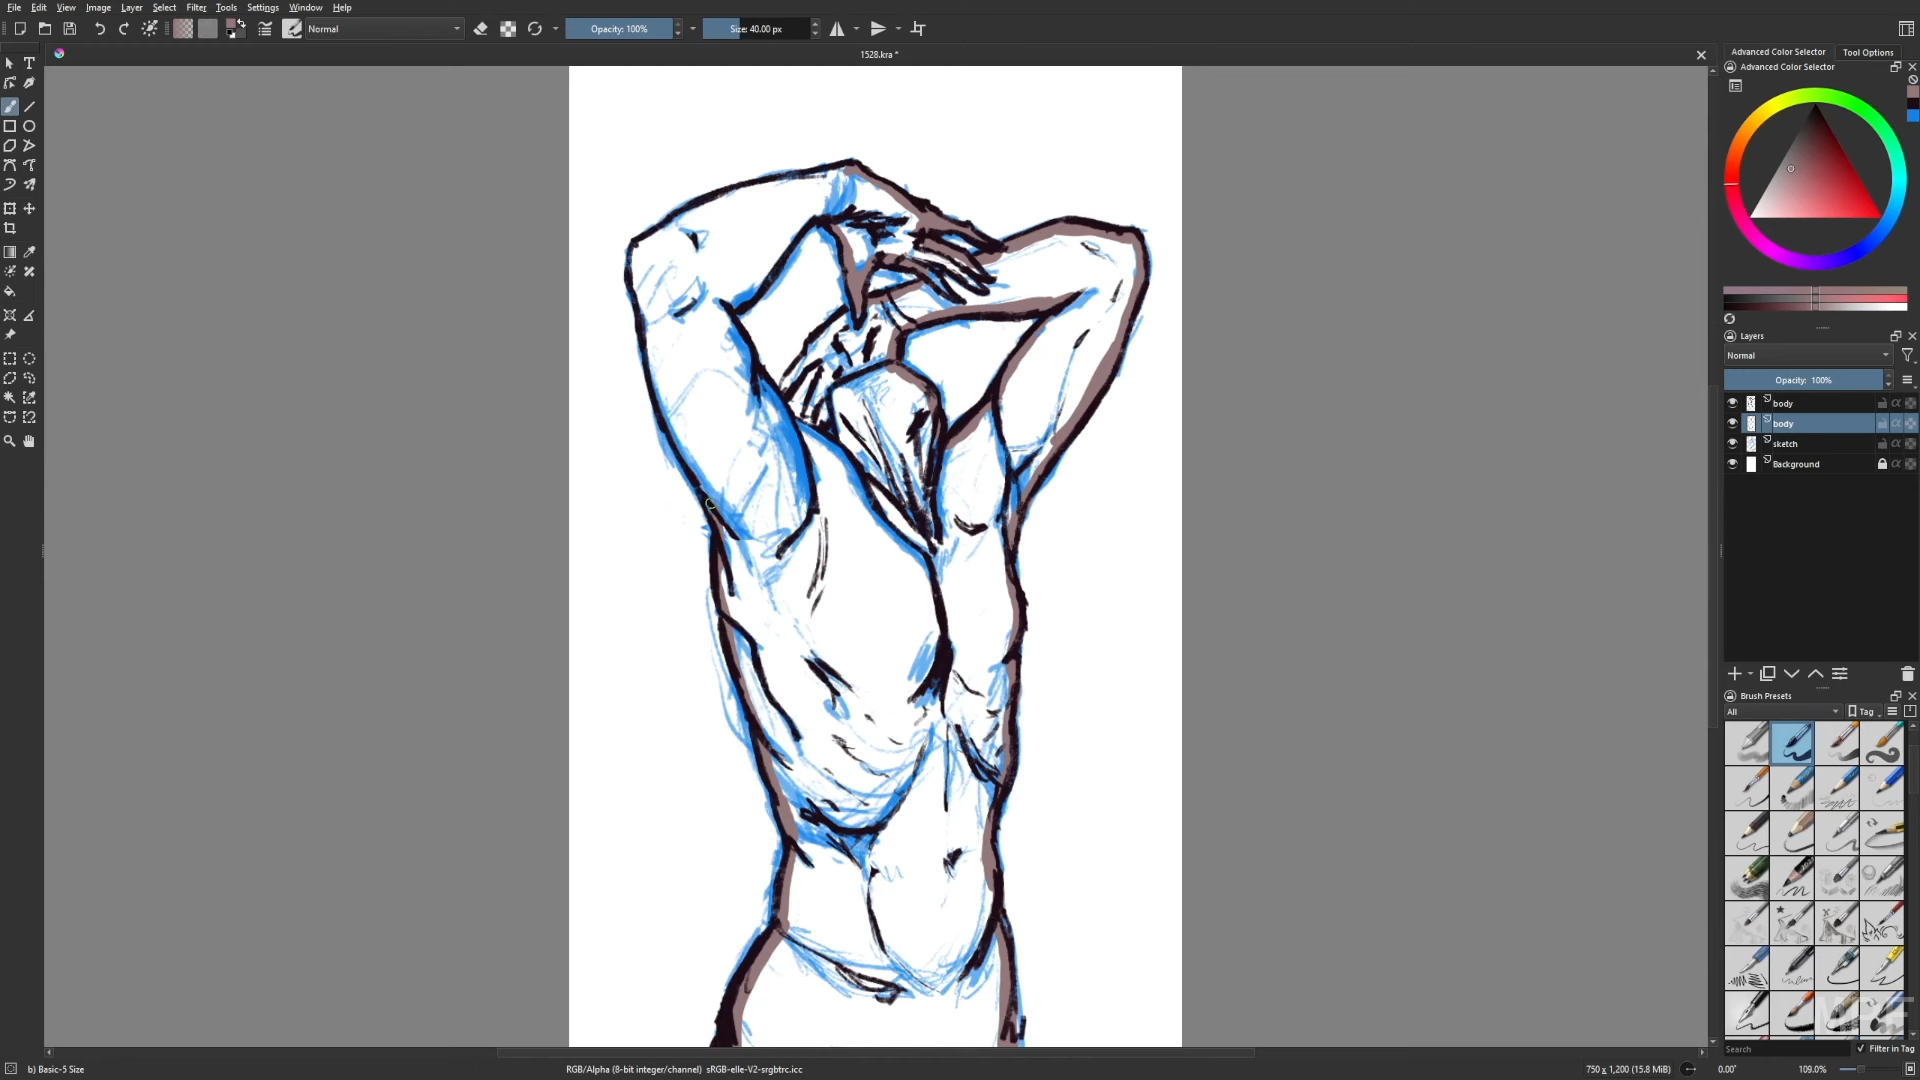 File Edit View Image Layer Select Filter Tools Settings Window Help
Normal Opacity: 100% Size: 40.00 px
1528.kra *
Advanced Color Selector Tool Options
Advanced Color Selector
Layers
Normal
Opacity: 100%
body
body
sketch
Background
Brush Presets
All Tag
Search Filter in Tag
b) Basic-5 Size RGB/Alpha (8-bit integer/channel) sRGB-elle-V2-srgbtrc.icc 750 x 1,200 (15.8 MiB) 0.00° 109.0%